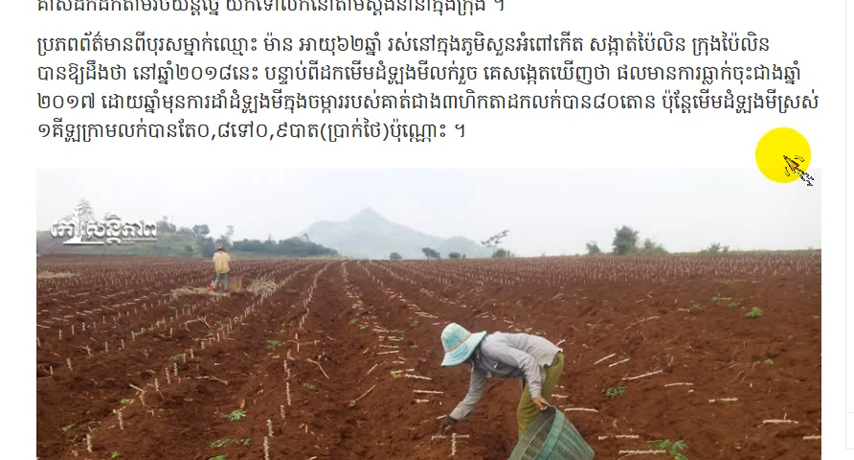 ប្រភពព័ត៌មានពីបុរសម្នាក់ឈ្មោះ ម៉ាន អាយុ៦២ឆ្នាំ រស់នៅក្នុងភូមិសួនអំពៅកើត សង្កាត់ប៉ៃលិន ក្រុងប៉ៃលិន
បានឱ្យដឹងថា នៅឆ្នាំ២០១៨នេះ បន្ទាប់ពីដកមើមដំឡូងមីលក់រួច គេសង្កេតឃើញថា ផលមានការធ្លាក់ចុះជាងឆ្នាំ
២០១៧ ដោយឆ្នាំមុនការដាំដំឡូងមីក្នុងចម្ការរបស់គាត់ជាង៣ហិកតាដកលក់បាន៨០តោន ប៉ុន្តែមើមដំឡូងមីស្រស់
១គីឡូក្រាមលក់បានតែ០,៨ទៅ០,៩បាត(ប្រាក់ថៃ)ប៉ុណ្ណោះ ។
កៅស្រែនសន្តិភាព